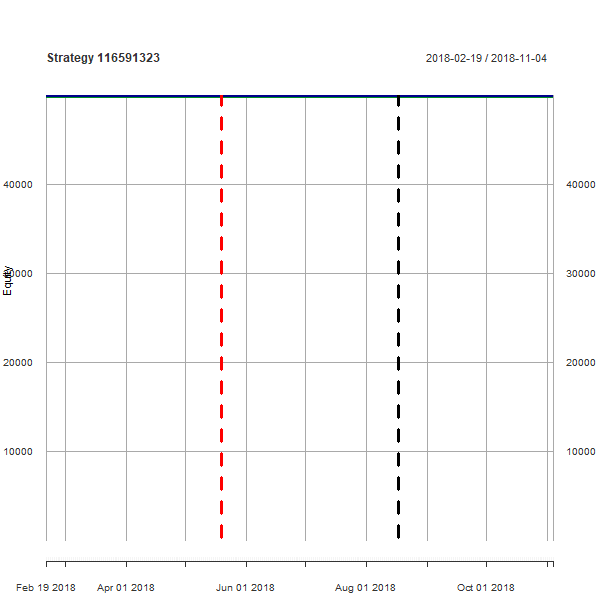 Strategy 116591323
2018-02-19 / 2018-11-04
40000 40000
Equity
30000 30000
20000 20000
10000 10000
Feb 19 2018 Apr 01 2018 Jun 01 2018 Aug 01 2018 Oct 01 2018